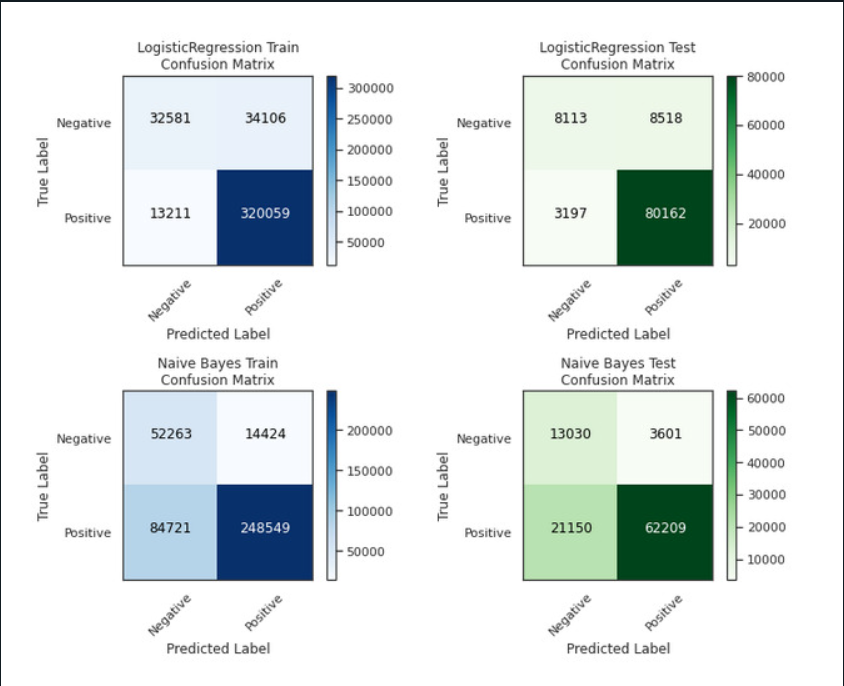 LogisticRegression Train
Confusion Matrix
LogisticRegression Test
Confusion Matrix
True Label
Negative
Positive
32581 34106
13211 320059
300000
250000
200000
150000
100000
50000
Negative
Positive
Predicted Label
True Label
Negative
Positive
8113 8518
3197 80162
80000
60000
40000
20000
Negative
Positive
Predicted Label
Naive Bayes Train
Confusion Matrix
Naive Bayes Test
Confusion Matrix
True Label
Negative
Positive
52263 14424
84721 248549
200000
150000
100000
50000
Negative
Positive
Predicted Label
True Label
Negative
Positive
13030 3601
21150 62209
60000
50000
40000
30000
20000
10000
Negative
Positive
Predicted Label